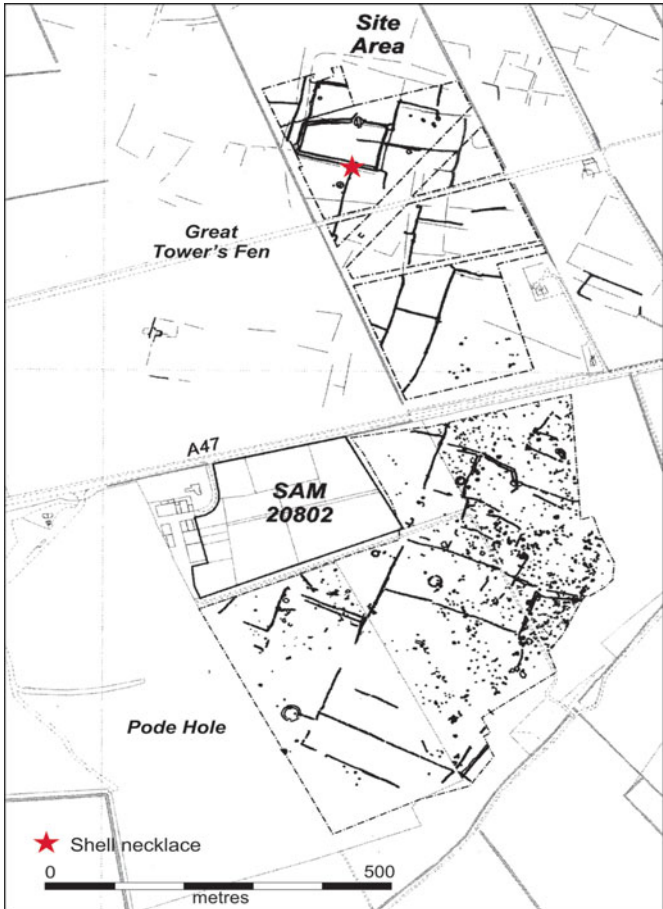 Site
Area
Great
Tower's Fen
A47
SAM
20802
Pode Hole
Shell necklace
0 500
metres